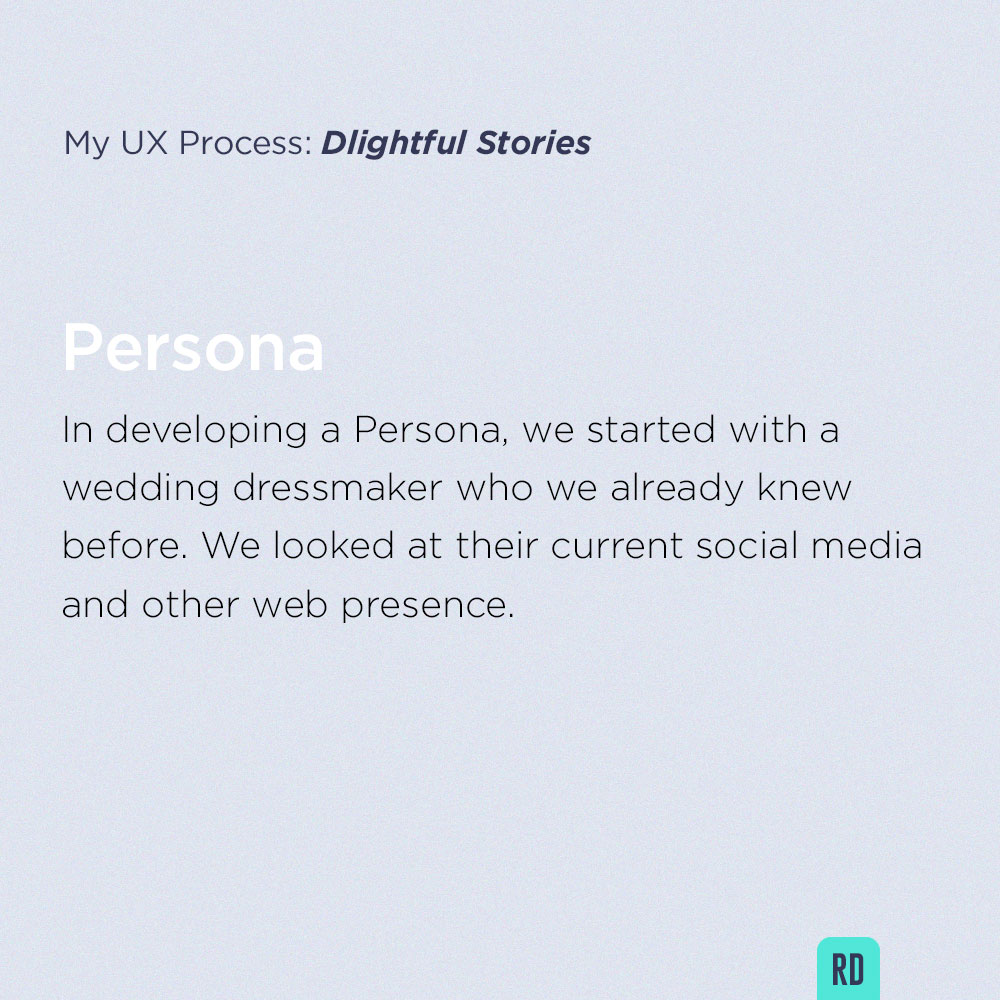 My UX Process: Dlightful Stories
Persona
In developing a Persona, we started with a
wedding dressmaker who we already knew
before. We looked at their current social media
and other web presence.
RD